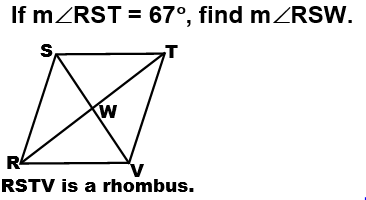 If m∠RST = 67°, find m∠RSW.
S T
W
R V
RSTV is a rhombus.